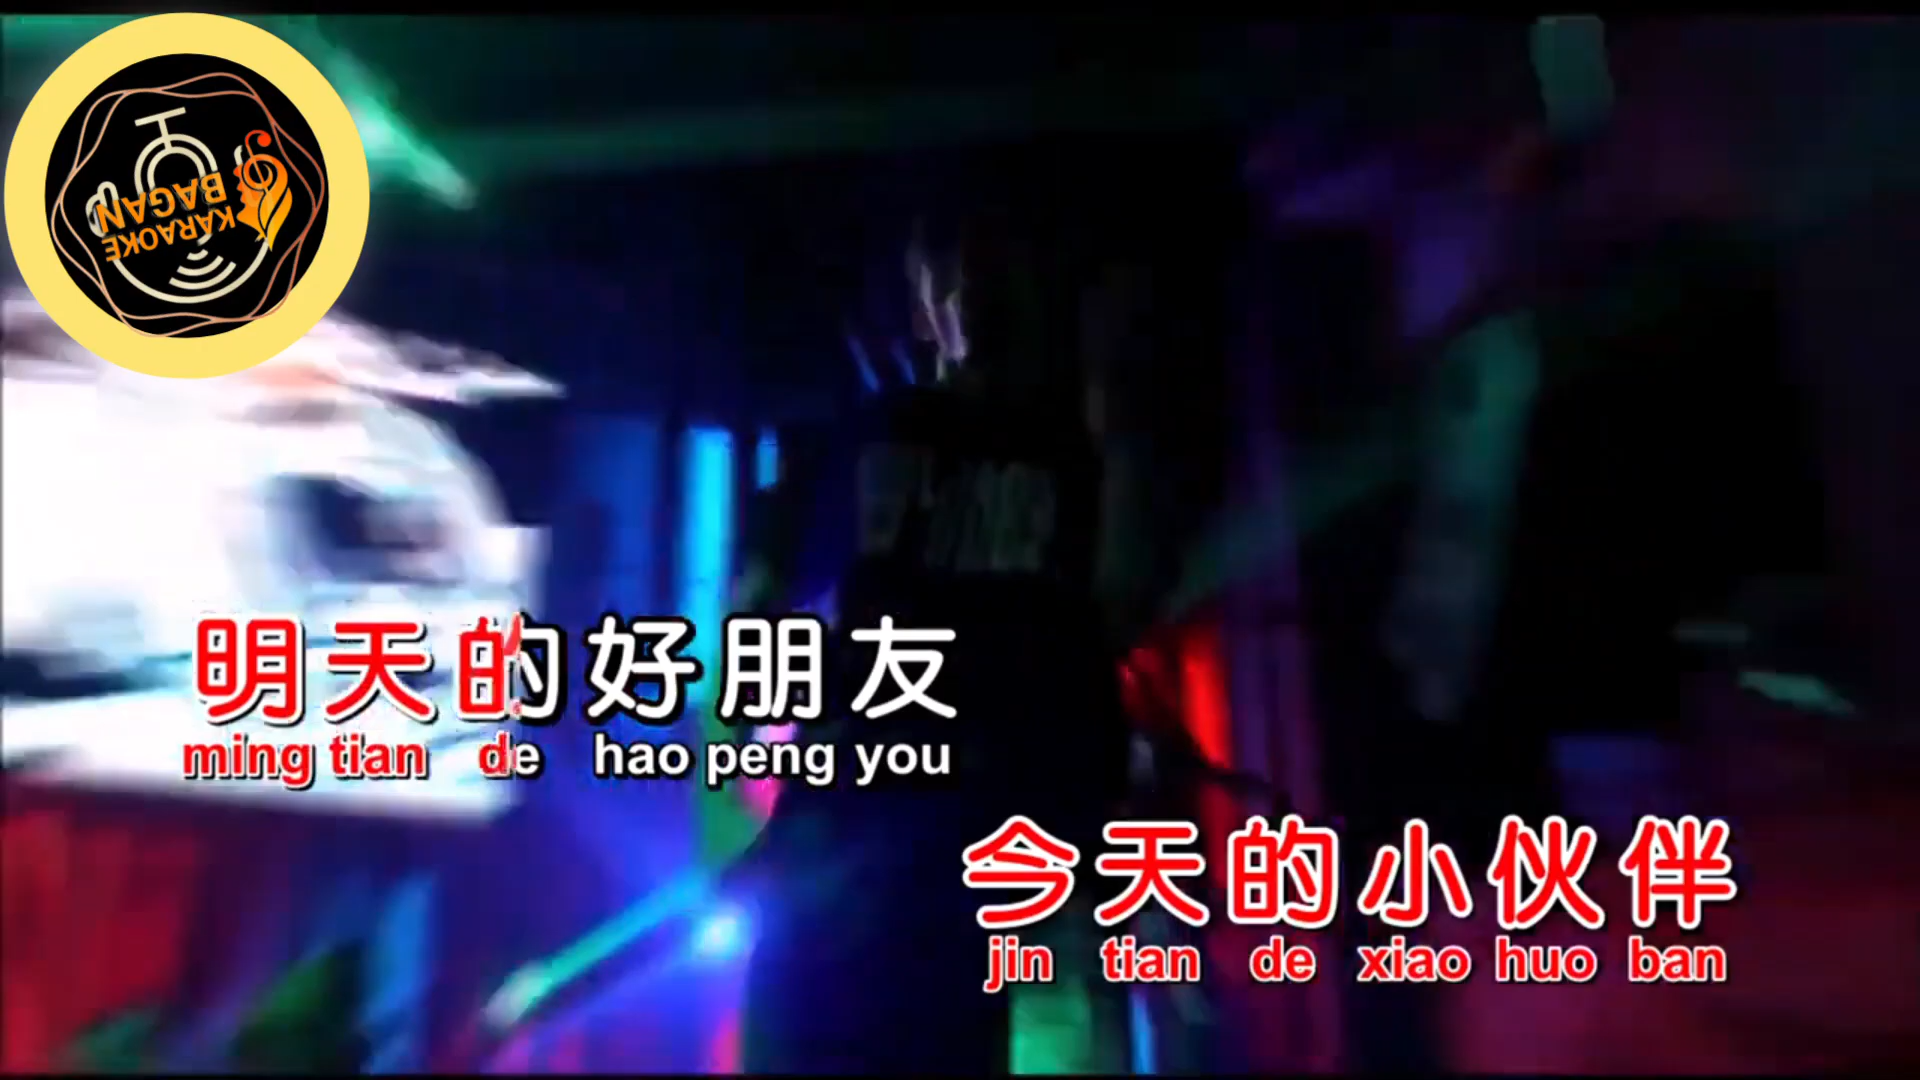 BAGAN
KARAOKE
明天的好朋友
ming tian de hao peng you
今天的小伙伴
jin tian de xiao huo ban